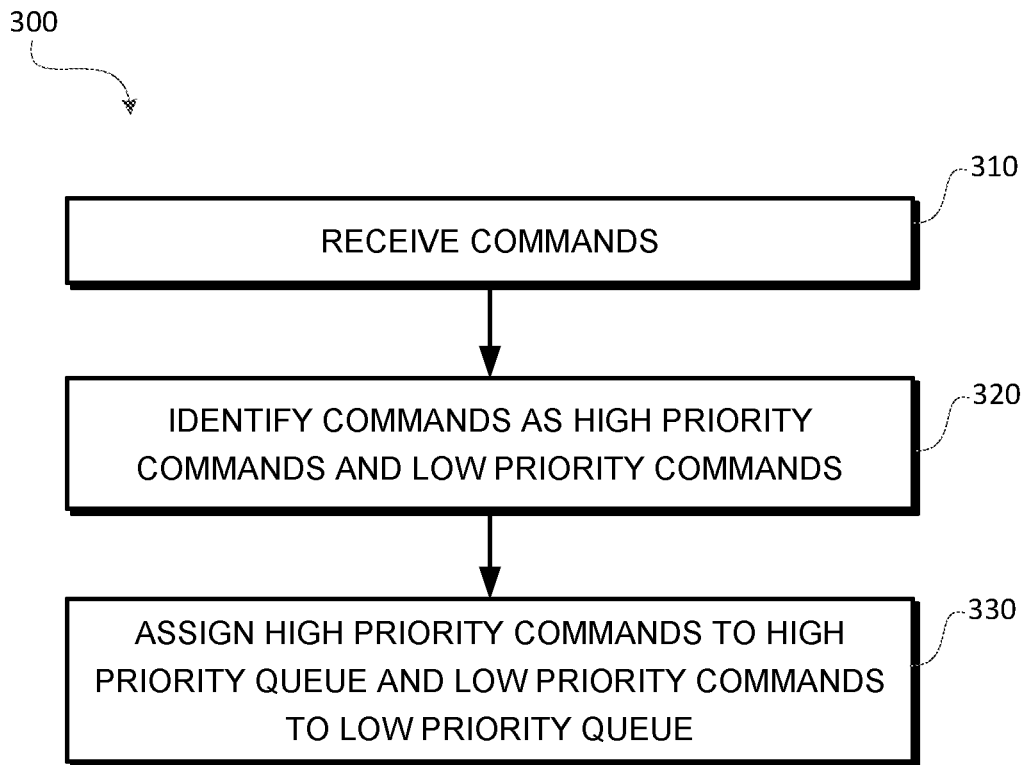 300
310
RECEIVE COMMANDS
320
IDENTIFY COMMANDS AS HIGH PRIORITY
COMMANDS AND LOW PRIORITY COMMANDS
330
ASSIGN HIGH PRIORITY COMMANDS TO HIGH
PRIORITY QUEUE AND LOW PRIORITY COMMANDS
TO LOW PRIORITY QUEUE